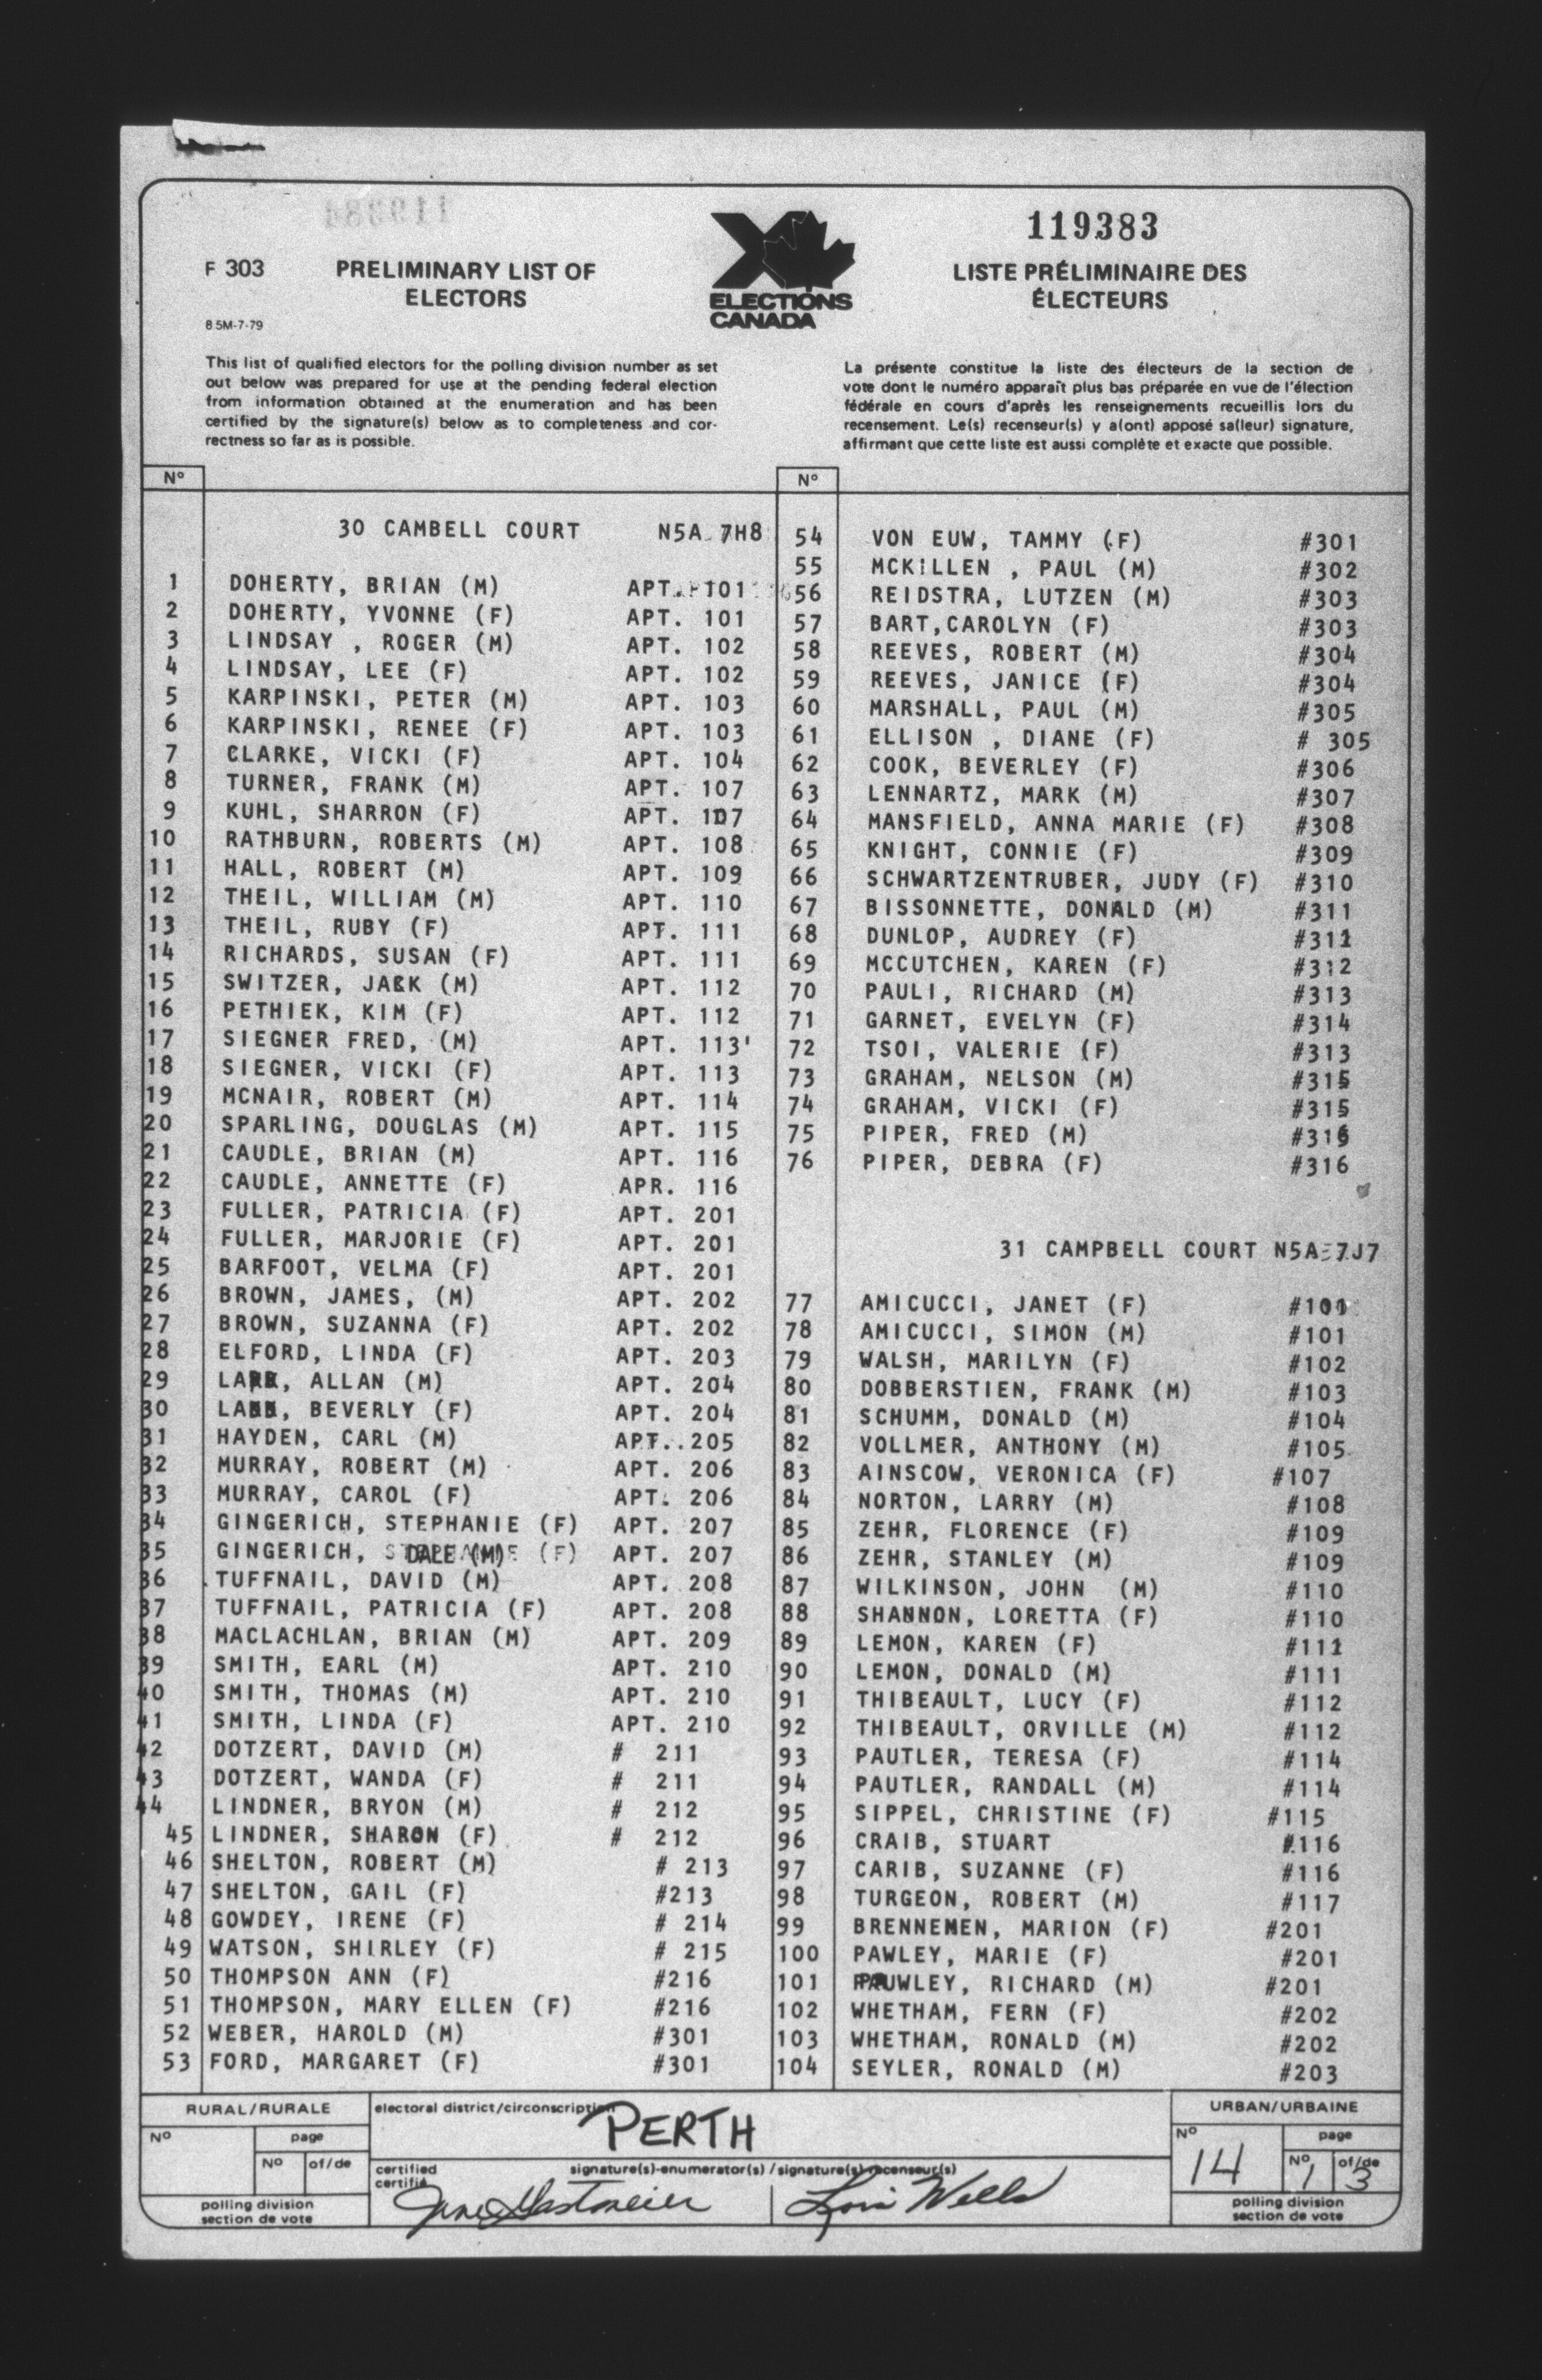 119383
F 303
PRELIMINARY LIST OF
ELECTORS
8 5M-7-79
ELECTIONS
CANADA
LISTE PRÉLIMINAIRE DES
ÉLECTEURS
This list of qualified electors for the polling division number as set
out below was prepared for use at the pending federal election
from information obtained at the enumeration and has been
certified by the signature(s) below as to completeness and cor-
rectness so far as is possible.
La présente constitue la liste des électeurs de la section de
vote dont le numéro apparaît plus bas préparée en vue de l'élection
fédérale en cours d'après les renseignements recueillis lors du
recensement. Le(s) recenseur(s) y a(ont) apposé sa(leur) signature,
affirmant que cette liste est aussi complète et exacte que possible.
Nº
30 CAMBELL COURT N5A 7H8
1 DOHERTY, BRIAN (M) APT. 101
2 DOHERTY, YVONNE (F) APT. 101
3 LINDSAY , ROGER (M) APT. 102
4 LINDSAY, LEE (F) APT. 102
5 KARPINSKI, PETER (M) APT. 103
6 KARPINSKI, RENEE (F) APT. 103
7 CLARKE, VICKI (F) APT. 104
8 TURNER, FRANK (M) APT. 107
9 KUHL, SHARRON (F) APT. 107
10 RATHBURN, ROBERTS (M) APT. 108
11 HALL, ROBERT (M) APT. 109
12 THEIL, WILLIAM (M) APT. 110
13 THEIL, RUBY (F) APT. 111
14 RICHARDS, SUSAN (F) APT. 111
15 SWITZER, JACK (M) APT. 112
16 PETHIEK, KIM (F) APT. 112
17 SIEGNER FRED, (M) APT. 113'
18 SIEGNER, VICKI (F) APT. 113
19 MCNAIR, ROBERT (M) APT. 114
20 SPARLING, DOUGLAS (M) APT. 115
21 CAUDLE, BRIAN (M) APT. 116
22 CAUDLE, ANNETTE (F) APR. 116
23 FULLER, PATRICIA (F) APT. 201
24 FULLER, MARJORIE (F) APT. 201
25 BARFOOT, VELMA (F) APT. 201
26 BROWN, JAMES, (M) APT. 202
27 BROWN, SUZANNA (F) APT. 202
28 ELFORD, LINDA (F) APT. 203
29 ALLAN (M) APT. 204
30 BEVERLY (F) APT. 204
31 HAYDEN, CARL (M) APT. 205
32 MURRAY, ROBERT (M) APT. 206
33 MURRAY, CAROL (F) APT. 206
34 GINGERICH, STEPHANIE (F) APT. 207
35 GINGERICH, DALE (M) (F) APT. 207
36 TUFFNAIL, DAVID (M) APT. 208
37 TUFFNAIL, PATRICIA (F) APT. 208
38 MACLACHLAN, BRIAN (M) APT. 209
39 SMITH, EARL (M) APT. 210
40 SMITH, THOMAS (M) APT. 210
41 SMITH, LINDA (F) APT. 210
42 DOTZERT, DAVID (M) # 211
43 DOTZERT, WANDA (F) # 211
44 LINDNER, BRYON (M) # 212
45 LINDNER, SHARON (F) # 212
46 SHELTON, ROBERT (M) # 213
47 SHELTON, GAIL (F) #213
48 GOWDEY, IRENE (F) # 214
49 WATSON, SHIRLEY (F) # 215
50 THOMPSON ANN (F) #216
51 THOMPSON, MARY ELLEN (F) #216
52 WEBER, HAROLD (M) #301
53 FORD, MARGARET (F) #301
Nº
54 VON EUW, TAMMY (F) #301
55 MCKILLEN , PAUL (M) #302
56 REIDSTRA, LUTZEN (M) #303
57 BART,CAROLYN (F) #303
58 REEVES, ROBERT (M) #304
59 REEVES, JANICE (F) #304
60 MARSHALL, PAUL (M) #305
61 ELLISON , DIANE (F) # 305
62 COOK, BEVERLEY (F) #306
63 LENNARTZ, MARK (M) #307
64 MANSFIELD, ANNA MARIE (F) #308
65 KNIGHT, CONNIE (F) #309
66 SCHWARTZENTRUBER, JUDY (F) #310
67 BISSONNETTE, DONALD (M) #311
68 DUNLOP, AUDREY (F)
69 MCCUTCHEN, KAREN (F) #312
70 PAULI, RICHARD (M) #313
71 GARNET, EVELYN (F) #314
72 TSOI, VALERIE (F) #313
73 GRAHAM, NELSON (M) #315
74 GRAHAM, VICKI (F) #315
75 PIPER, FRED (M) #316
76 PIPER, DEBRA (F) #316
31 CAMPBELL COURT N5A 7J7
77 AMICUCCI, JANET (F) #101
78 AMICUCCI, SIMON (M) #101
79 WALSH, MARILYN (F) #102
80 DOBBERSTIEN, FRANK (M) #103
81 SCHUMM, DONALD (M) #104
82 VOLLMER, ANTHONY (M) #105
83 AINSCOW, VERONICA (F) #107
84 NORTON, LARRY (M) #108
85 ZEHR, FLORENCE (F) #109
86 ZEHR, STANLEY (M) #109
87 WILKINSON, JOHN (M) #110
88 SHANNON, LORETTA (F) #110
89 LEMON, KAREN (F) #111
90 LEMON, DONALD (M) #111
91 THIBEAULT, LUCY (F) #112
92 THIBEAULT, ORVILLE (M) #112
93 PAUTLER, TERESA (F) #114
94 PAUTLER, RANDALL (M) #114
95 SIPPEL, CHRISTINE (F) #115
96 CRAIB, STUART #116
97 CARIB, SUZANNE (F) #116
98 TURGEON, ROBERT (M) #117
99 BRENNEMEN, MARION (F) #201
100 PAWLEY, MARIE (F) #201
101 RICHARD (M) #201
102 WHETHAM, FERN (F) #202
103 WHETHAM, RONALD (M) #202
104 SEYLER, RONALD (M) #203
RURAL/RURALE
Nº
page
Nº of/de
polling division
section de vote
electoral district/circonscription
PERTH
certified
certifié
signature(s)-enumerator(s) / signature(s)-recenseur(s)
Lori Wells
URBAN/URBAINE
Nº 14
page
Nº 1 of/de 3
polling division
section de vote